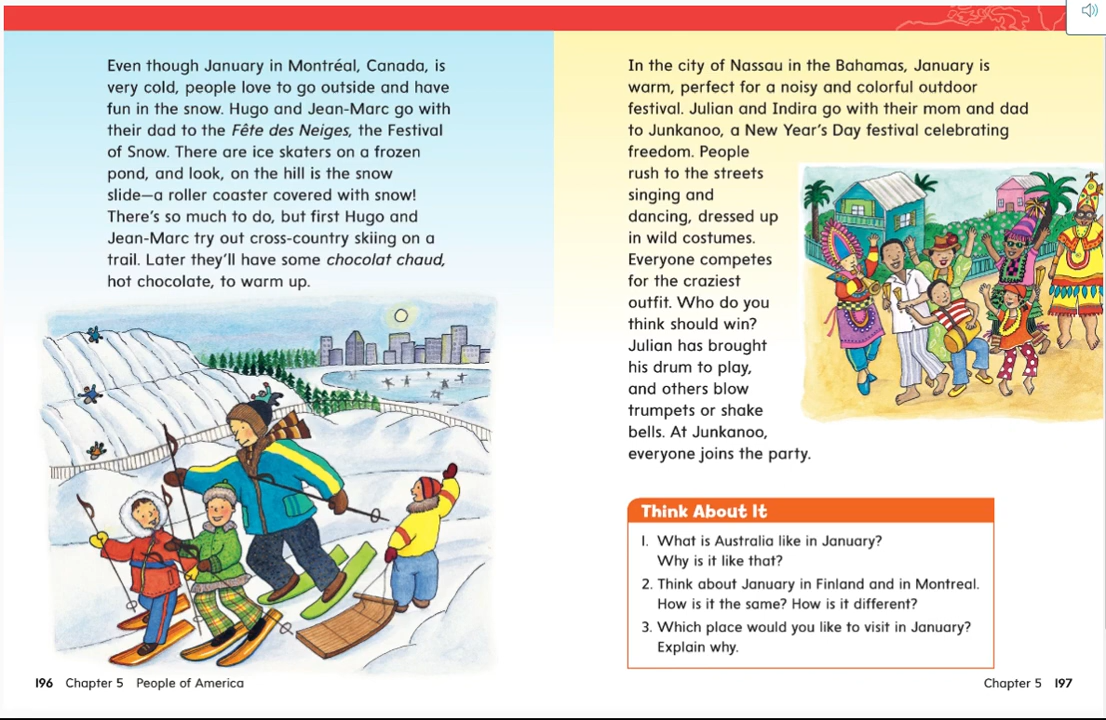 Even though January in Montréal, Canada, is
very cold, people love to go outside and have
fun in the snow. Hugo and Jean-Marc go with
their dad to the Fête des Neiges, the Festival
of Snow. There are ice skaters on a frozen
pond, and look, on the hill is the snow
slide—a roller coaster covered with snow!
There's so much to do, but first Hugo and
Jean-Marc try out cross-country skiing on a
trail. Later they'll have some chocolat chaud,
hot chocolate, to warm up.
196 Chapter 5 People of America
In the city of Nassau in the Bahamas, January is
warm, perfect for a noisy and colorful outdoor
festival. Julian and Indira go with their mom and dad
to Junkanoo, a New Year's Day festival celebrating
freedom. People
rush to the streets
singing and
dancing, dressed up
in wild costumes.
Everyone competes
for the craziest
outfit. Who do you
think should win?
Julian has brought
his drum to play,
and others blow
trumpets or shake
bells. At Junkanoo,
everyone joins the party.
Think About It
1. What is Australia like in January?
Why is it like that?
2. Think about January in Finland and in Montreal.
How is it the same? How is it different?
3. Which place would you like to visit in January?
Explain why.
Chapter 5 197